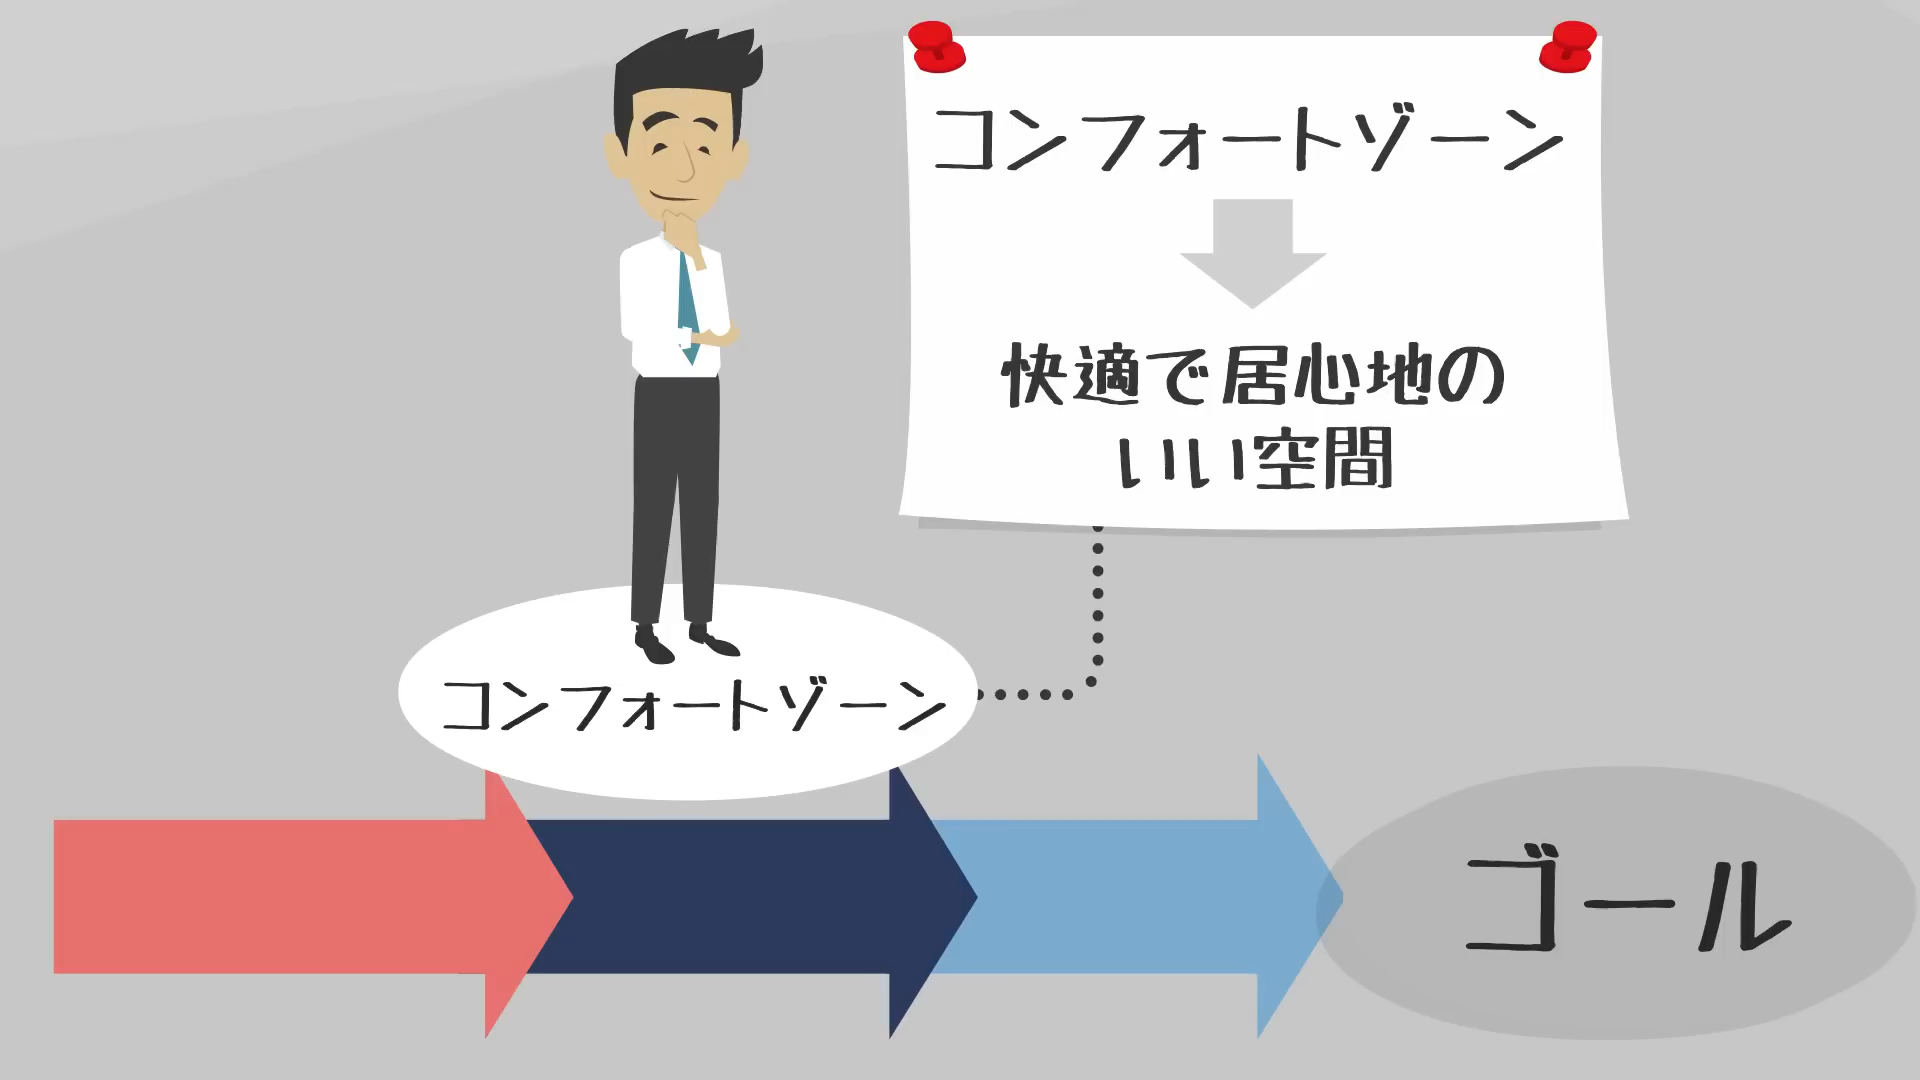 コンフォートゾーン
快適で居心地の
いい空間
コンフォートゾーン
ゴール